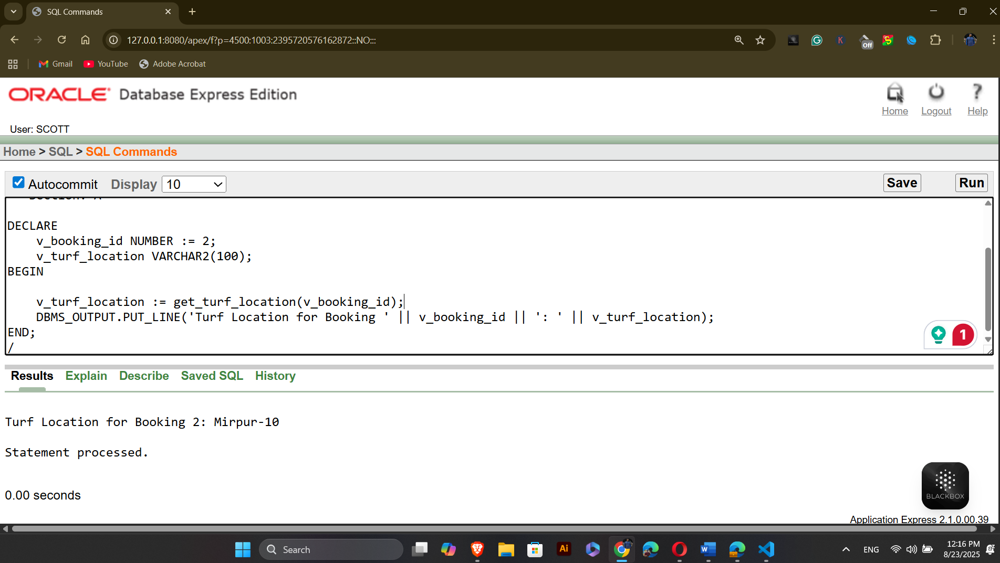 SQL Commands
127.0.0.1:8080/apex/f?p=4500:1003:2395720576162872::NO:::
K
Off
Gmail
YouTube
Adobe Acrobat
ORACLE Database Express Edition
Home
Logout
? Help
User: SCOTT
Home > SQL > SQL Commands
Autocommit
Display
10
Save
Run
DECLARE
v_booking_id NUMBER := 2;
v_turf_location VARCHAR2(100);
BEGIN
v_turf_location := get_turf_location(v_booking_id);
DBMS_OUTPUT.PUT_LINE('Turf Location for Booking ' || v_booking_id || ': ' || v_turf_location);
END;
/
1
Results
Explain
Describe
Saved SQL
History
Turf Location for Booking 2: Mirpur-10
Statement processed.
0.00 seconds
BLACKBOX
Application Express 2.1.0.00.39
Search
Ai
W
ENG
12:16 PM
8/23/2025